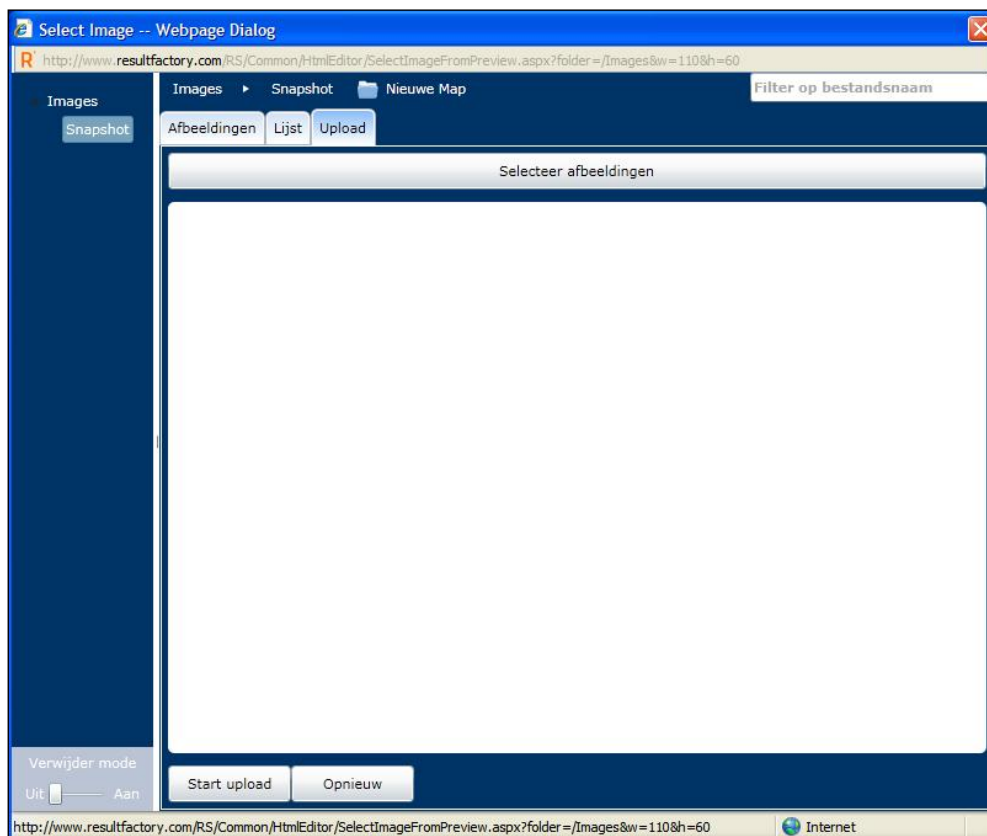 Select Image -- Webpage Dialog
http://www.resultfactory.com/RS/Common/HtmlEditor/SelectImageFromPreview.aspx?folder=/Images&w=110&h=60
Images
Snapshot
Images Snapshot Nieuwe Map
Filter op bestandsnaam
Afbeeldingen Lijst Upload
Selecteer afbeeldingen
Verwijder mode
Uit Aan
Start upload Opnieuw
http://www.resultfactory.com/RS/Common/HtmlEditor/SelectImageFromPreview.aspx?folder=/Images&w=110&h=60 Internet